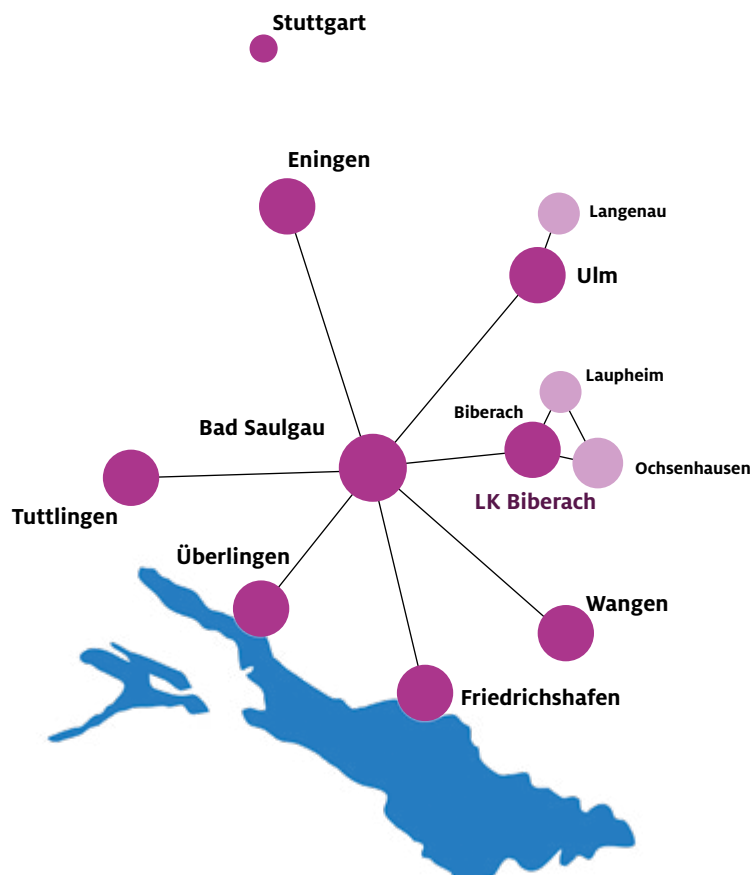 Stuttgart
Eningen
Langenau
Ulm
Laupheim
Biberach
Bad Saulgau
Ochsenhausen
LK Biberach
Tuttlingen
Überlingen
Wangen
Friedrichshafen